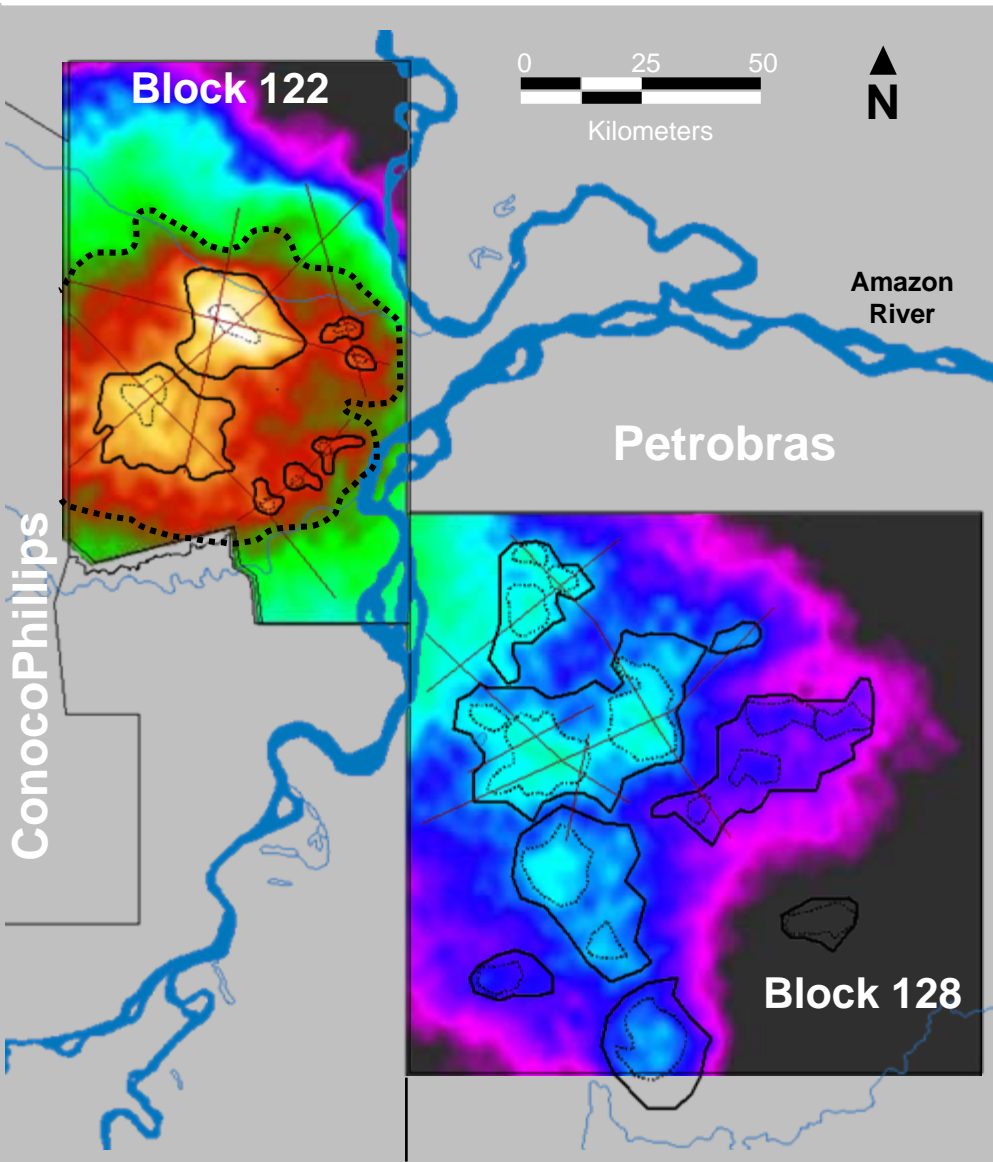 Block 122
0 25 50
Kilometers
N
Amazon
River
Petrobras
ConocoPhillips
Block 128